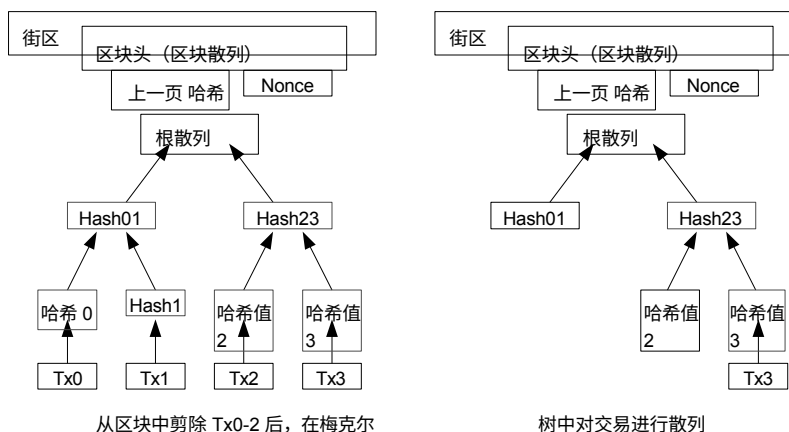 街区
区块头（区块散列）
上一页 哈希
Nonce
根散列
Hash01
Hash23
哈希 0
Hash1
哈希值
2
哈希值
3
Tx0
Tx1
Tx2
Tx3
从区块中剪除 Tx0-2 后，在梅克尔
街区
区块头（区块散列）
上一页 哈希
Nonce
根散列
Hash01
Hash23
哈希值
2
哈希值
3
Tx3
树中对交易进行散列